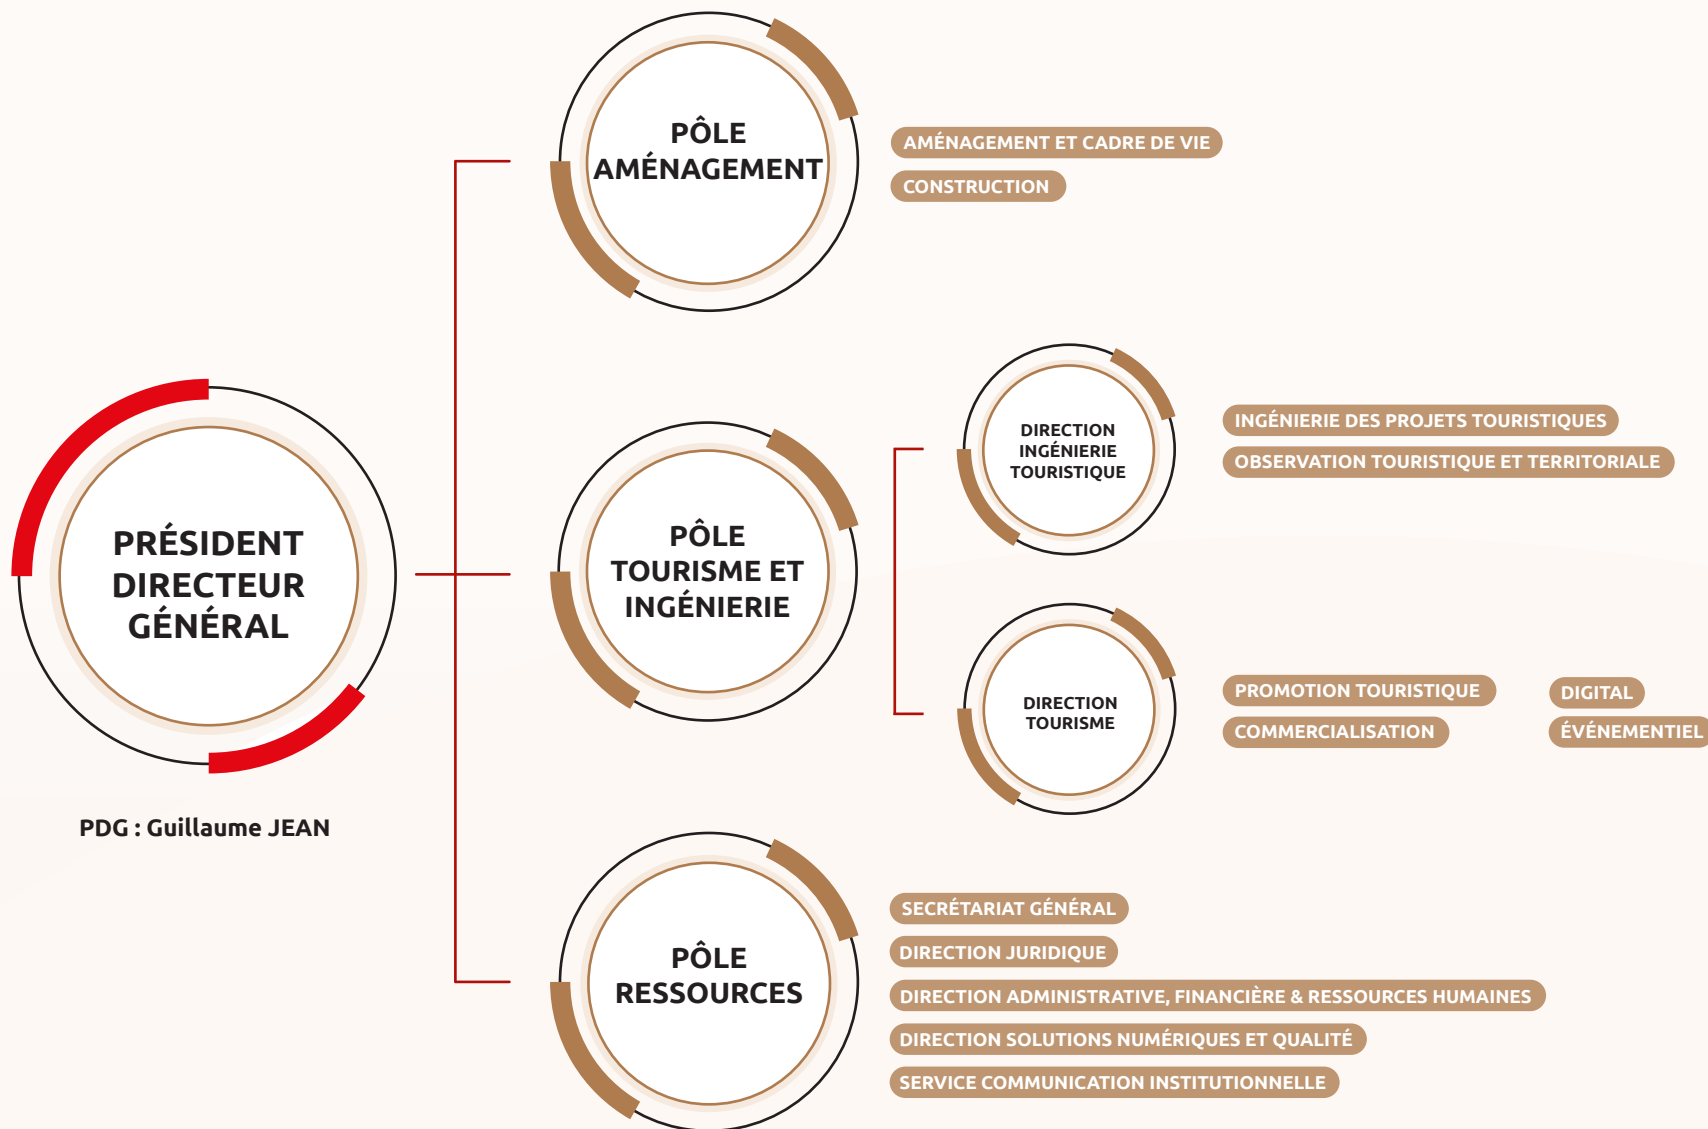 PRÉSIDENT
DIRECTEUR
GÉNÉRAL
PDG : Guillaume JEAN
PÔLE
AMÉNAGEMENT
AMÉNAGEMENT ET CADRE DE VIE
CONSTRUCTION
PÔLE
TOURISME ET
INGÉNIERIE
DIRECTION
INGÉNIERIE
TOURISTIQUE
INGÉNIERIE DES PROJETS TOURISTIQUES
OBSERVATION TOURISTIQUE ET TERRITORIALE
DIRECTION
TOURISME
PROMOTION TOURISTIQUE
COMMERCIALISATION
DIGITAL
ÉVÉNEMENTIEL
PÔLE
RESSOURCES
SECRÉTARIAT GÉNÉRAL
DIRECTION JURIDIQUE
DIRECTION ADMINISTRATIVE, FINANCIÈRE & RESSOURCES HUMAINES
DIRECTION SOLUTIONS NUMÉRIQUES ET QUALITÉ
SERVICE COMMUNICATION INSTITUTIONNELLE